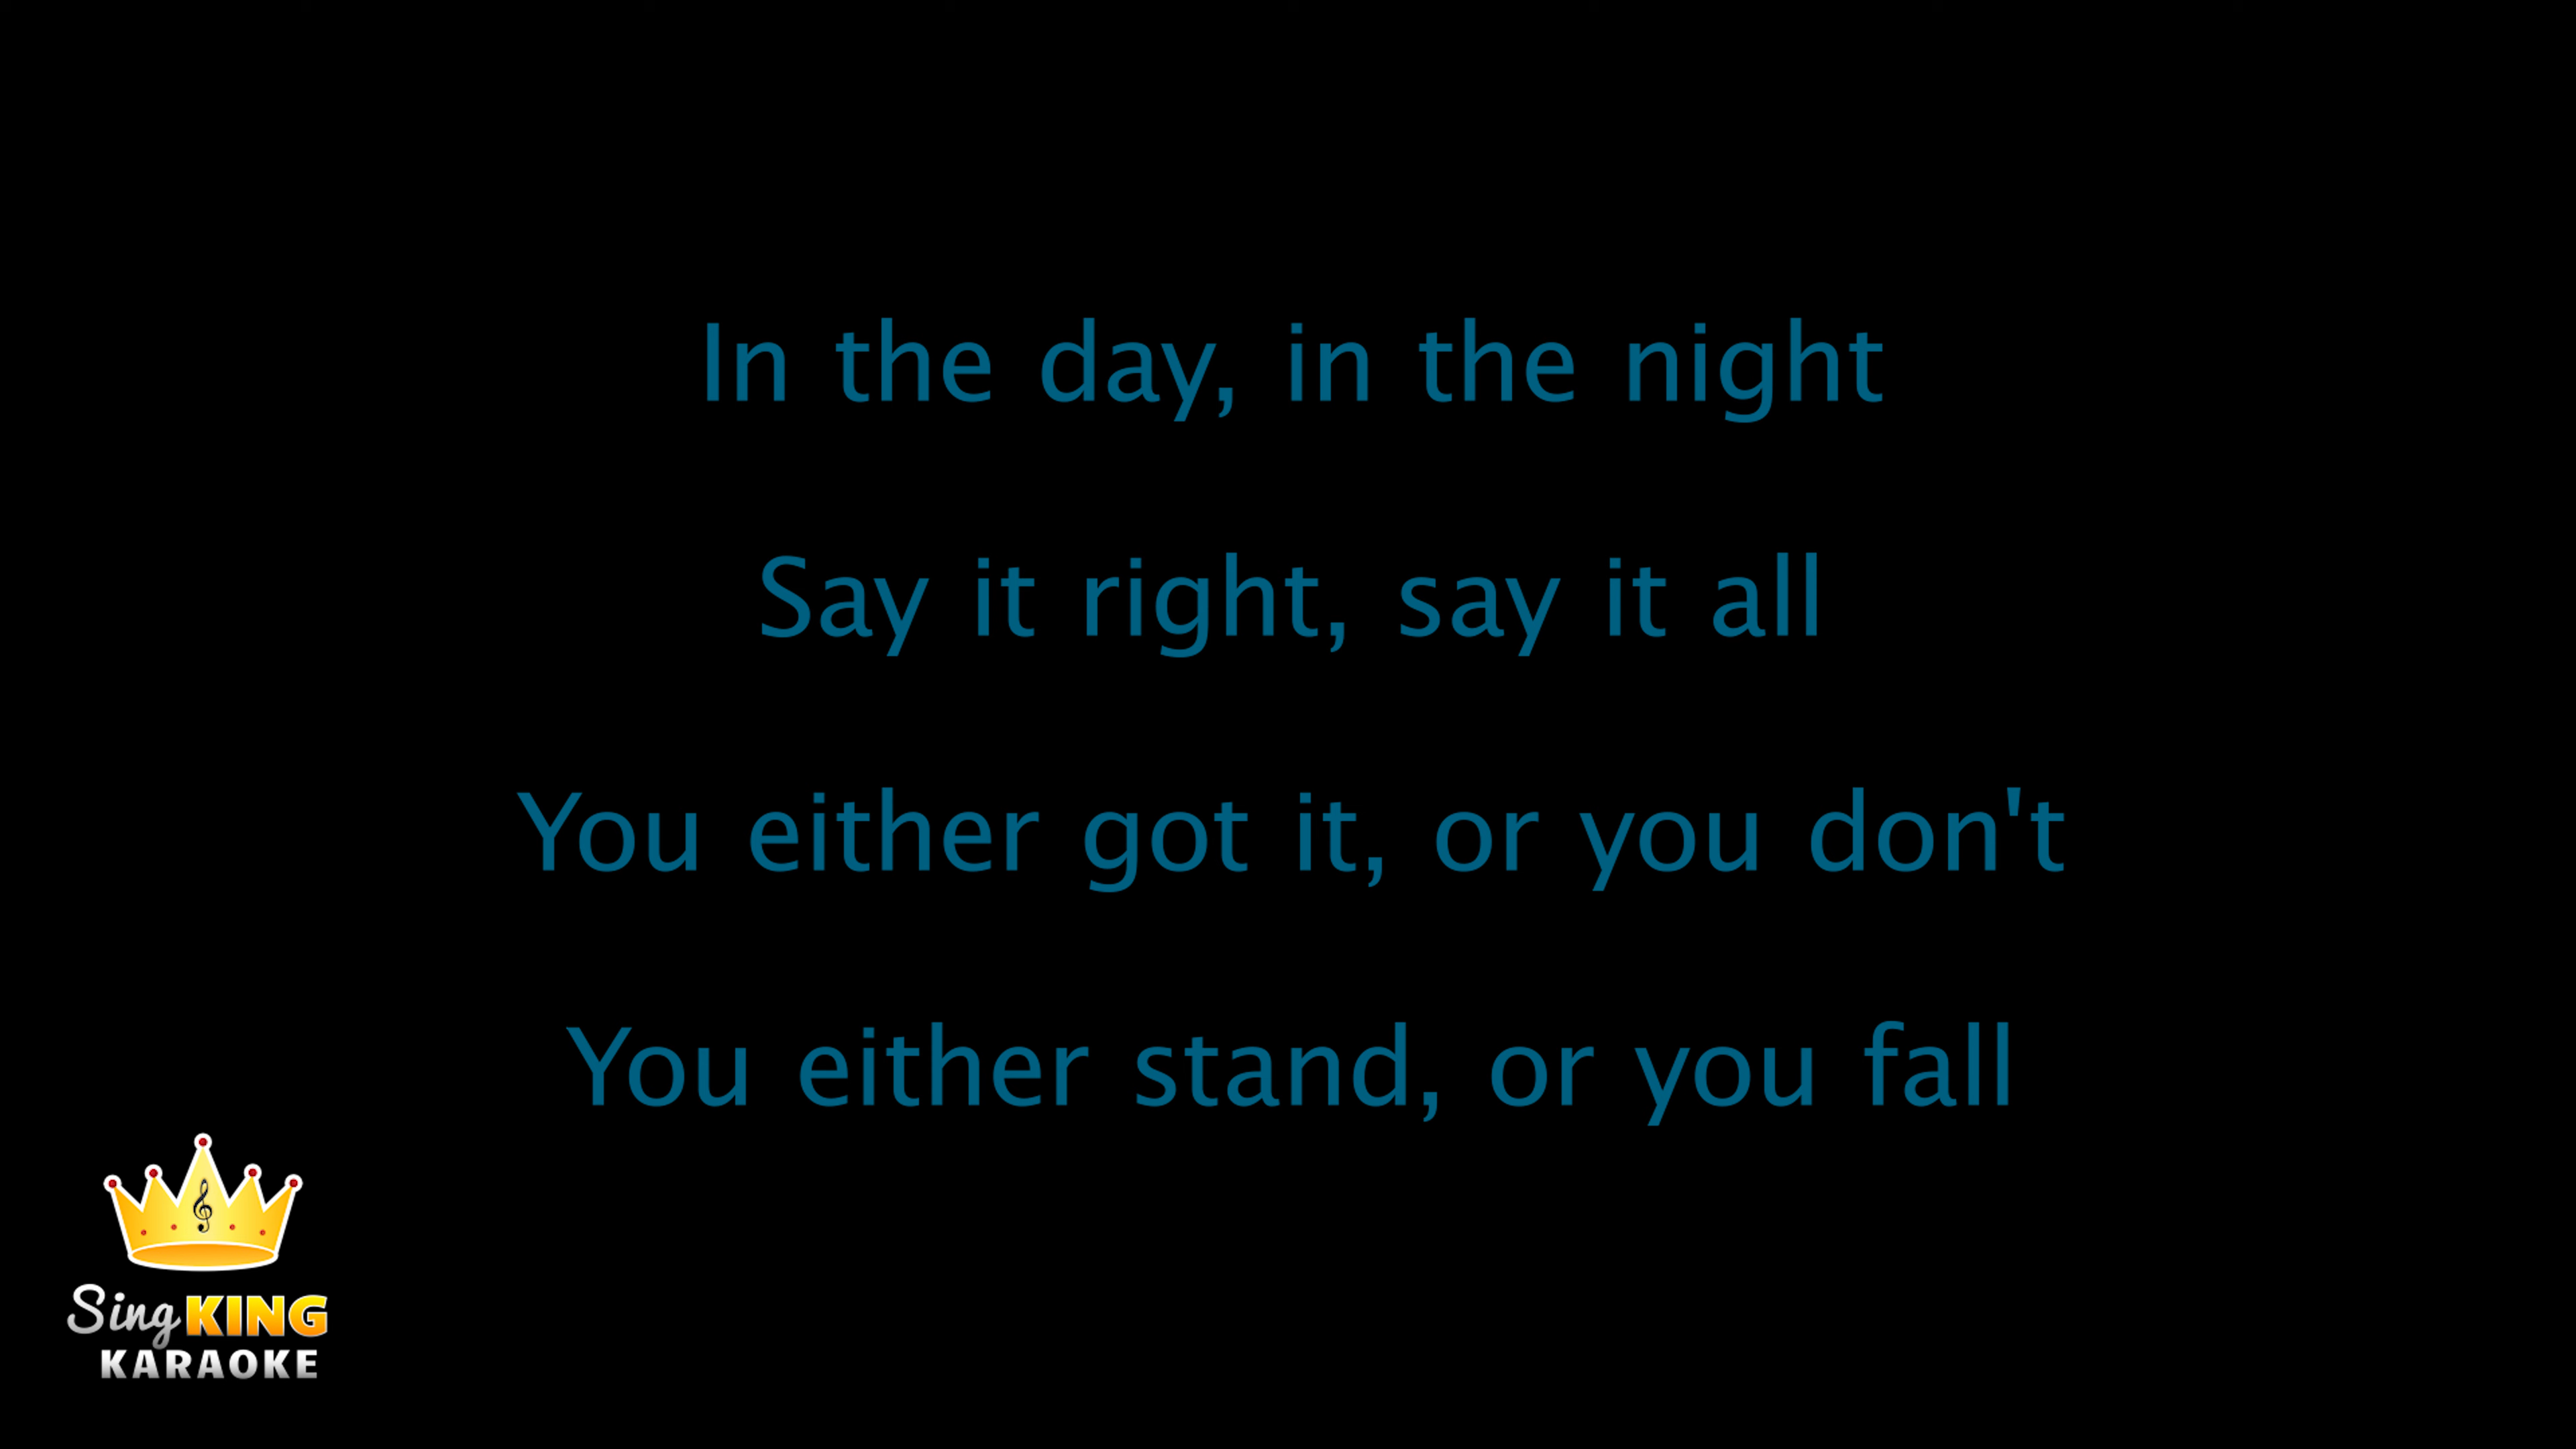 In the day, in the night
Say it right, say it all
You either got it, or you don't
You either stand, or you fall
Sing KING
KARAOKE